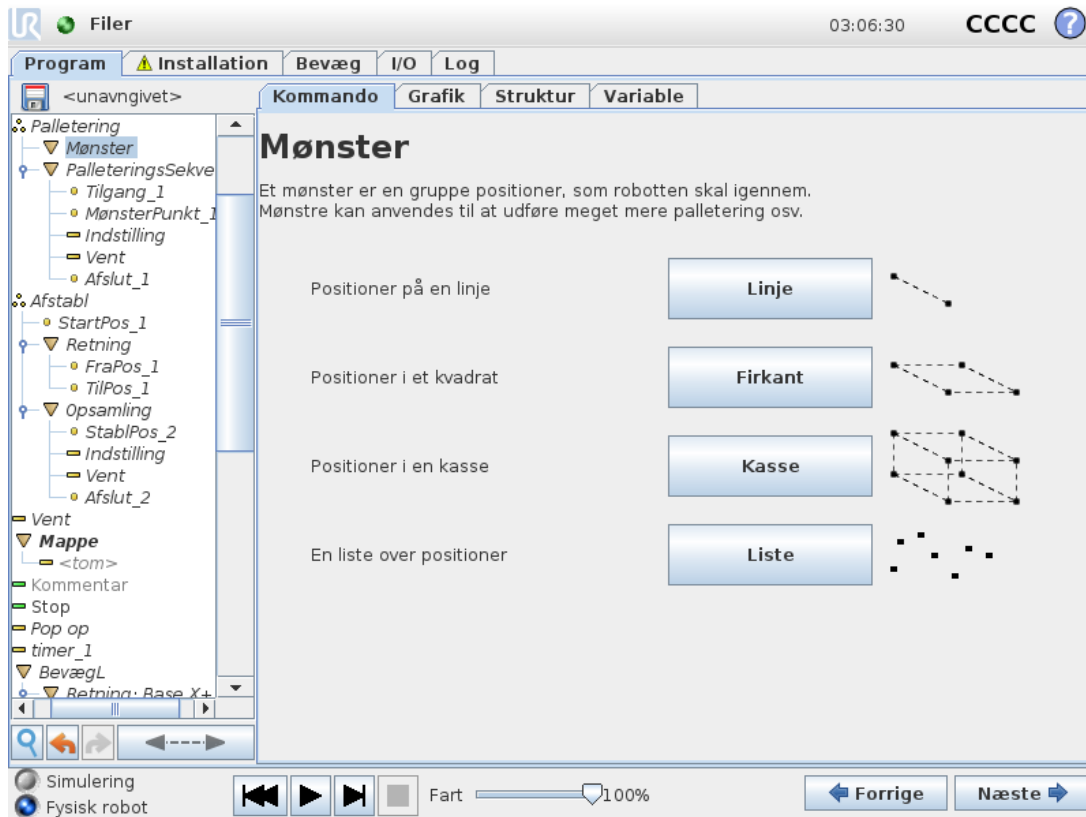 UR Filer 03:06:30 CCCC ?
Program Installation Bevæg I/O Log
<unavngivet>
Kommando Grafik Struktur Variable
Palletering
Mønster
PalleteringsSekve
Tilgang_1
MønsterPunkt_1
Indstilling
Vent
Afslut_1
Afstabl
StartPos_1
Retning
FraPos_1
TilPos_1
Opsamling
StablPos_2
Indstilling
Vent
Afslut_2
Vent
Mappe
<tom>
Kommentar
Stop
Pop op
timer_1
BevægL
Retning: Base X+
Mønster
Et mønster er en gruppe positioner, som robotten skal igennem.
Mønstre kan anvendes til at udføre meget mere palletering osv.
Positioner på en linje Linje
Positioner i et kvadrat Firkant
Positioner i en kasse Kasse
En liste over positioner Liste
Simulering
Fysisk robot
Fart 100%
Forrige Næste